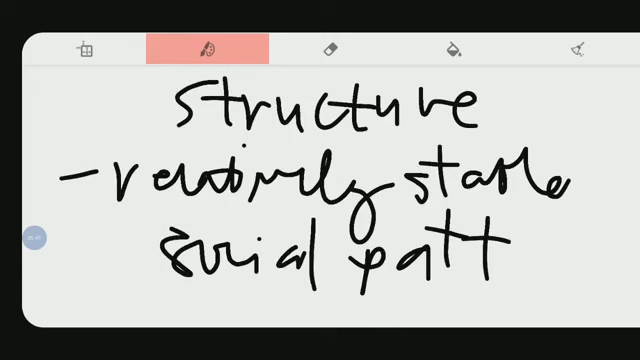 structure
- relatively stable
social patt